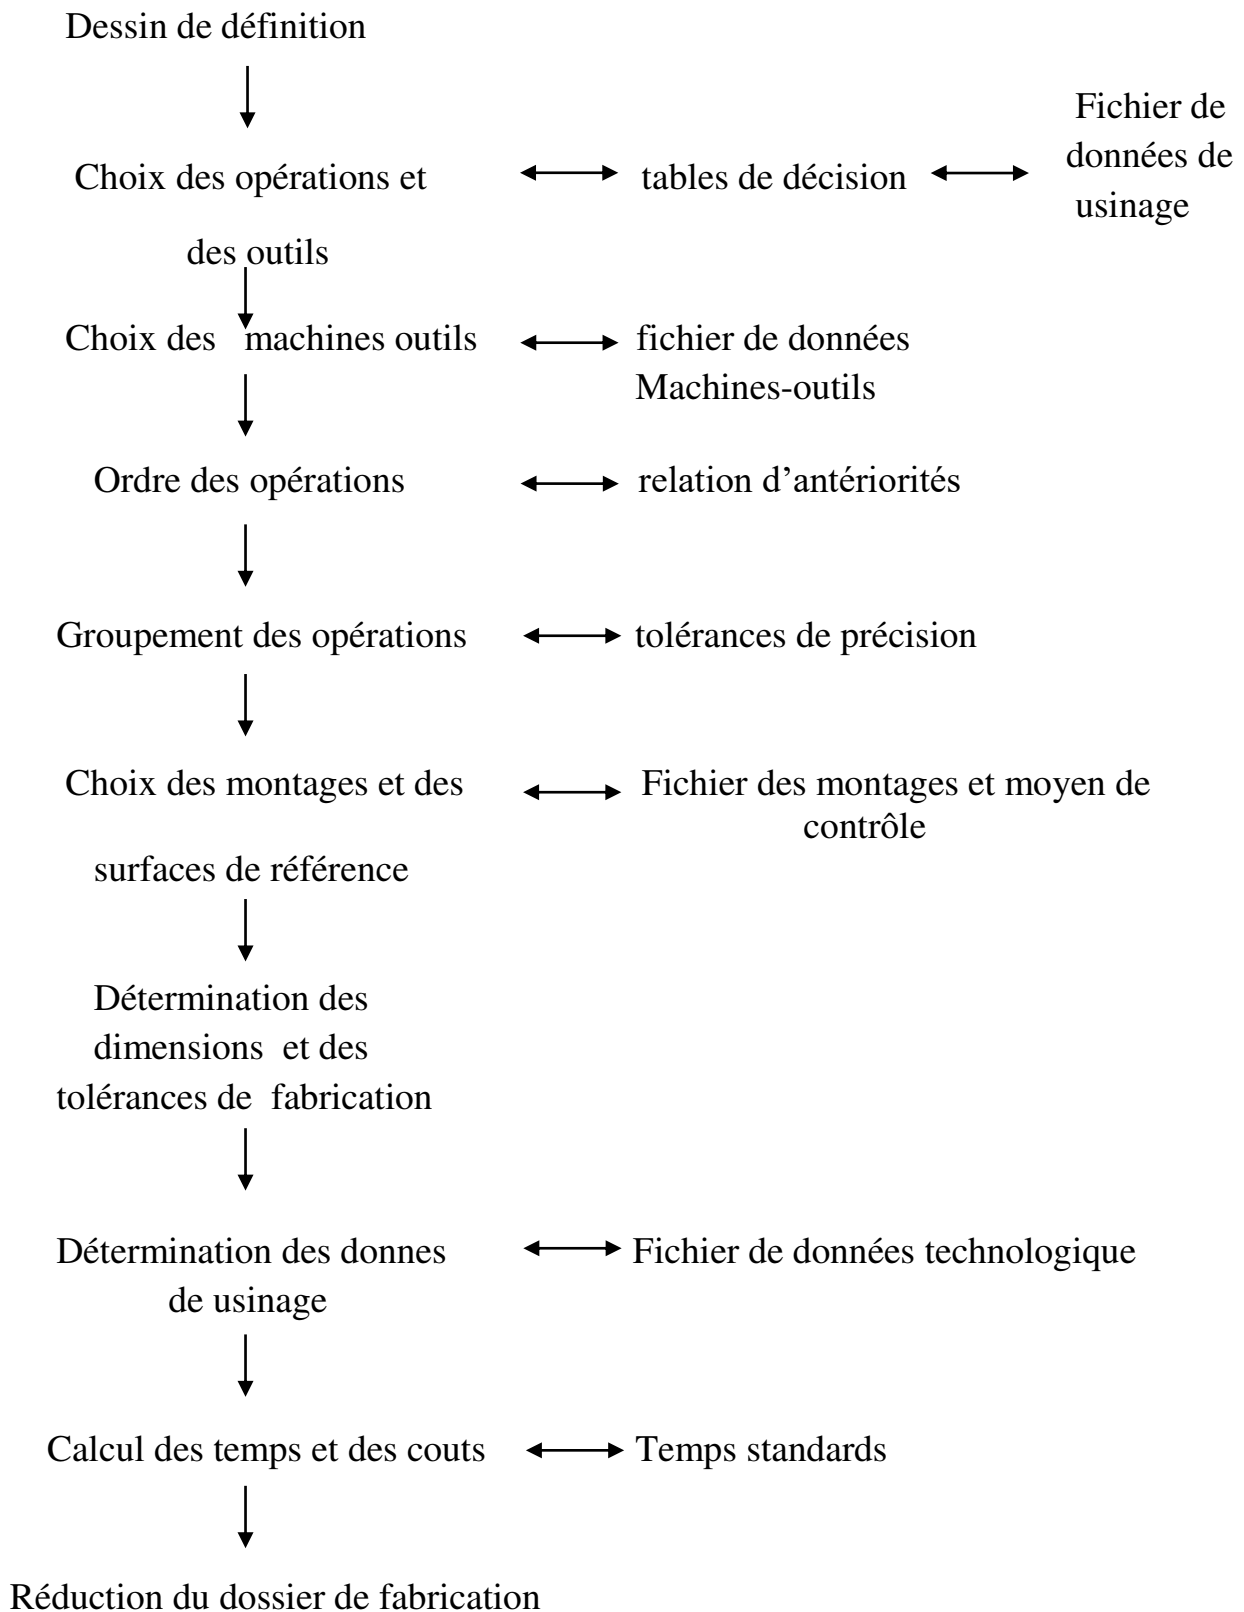 Dessin de définition
Fichier de
données de
usinage
Choix des opérations et
tables de décision
des outils
Choix des machines outils
fichier de données
Machines-outils
Ordre des opérations
relation d’antériorités
Groupement des opérations
tolérances de précision
Choix des montages et des
Fichier des montages et moyen de
contrôle
surfaces de référence
Détermination des
dimensions et des
tolérances de fabrication
Détermination des donnes
Fichier de données technologique
de usinage
Calcul des temps et des couts
Temps standards
Réduction du dossier de fabrication